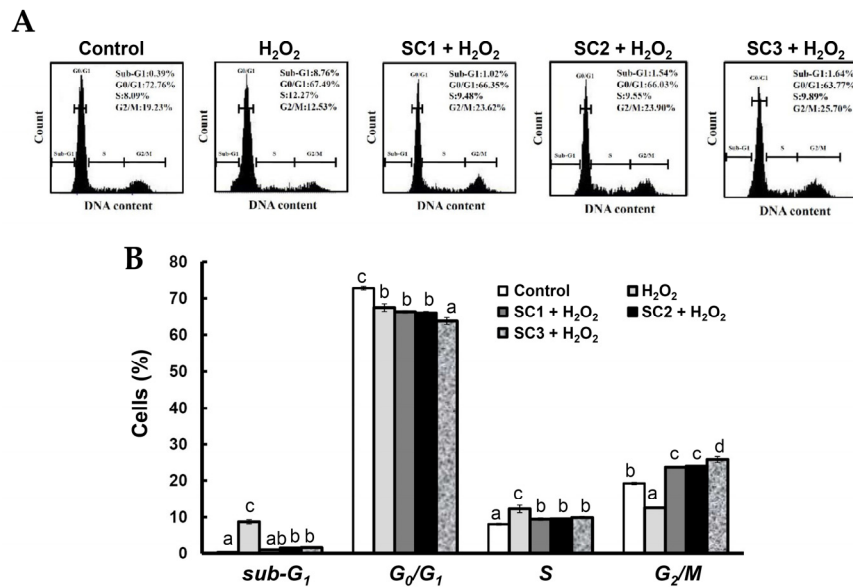 A
Control
H₂O₂
SC1 + H₂O₂
SC2 + H₂O₂
SC3 + H₂O₂
G0/G1
Sub-G1:0.39%
G0/G1:72.76%
S:8.09%
G2/M:19.23%
Sub-G1
S
G2/M
Count
DNA content
G0/G1
Sub-G1:8.76%
G0/G1:67.49%
S:12.27%
G2/M:12.53%
Sub-G1
S
G2/M
Count
DNA content
G0/G1
Sub-G1:1.02%
G0/G1:66.35%
S:9.48%
G2/M:23.62%
Sub-G1
S
G2/M
Count
DNA content
G0/G1
Sub-G1:1.54%
G0/G1:66.03%
S:9.55%
G2/M:23.90%
Sub-G1
S
G2/M
Count
DNA content
G0/G1
Sub-G1:1.64%
G0/G1:63.77%
S:9.89%
G2/M:25.70%
Sub-G1
S
G2/M
Count
DNA content
B
Cells (%)
80
70
60
50
40
30
20
10
0
Control
H₂O₂
SC1 + H₂O₂
SC2 + H₂O₂
SC3 + H₂O₂
a c ab b b
c b b b a
a c b b b
b a c c d
sub-G₁
G₀/G₁
S
G₂/M